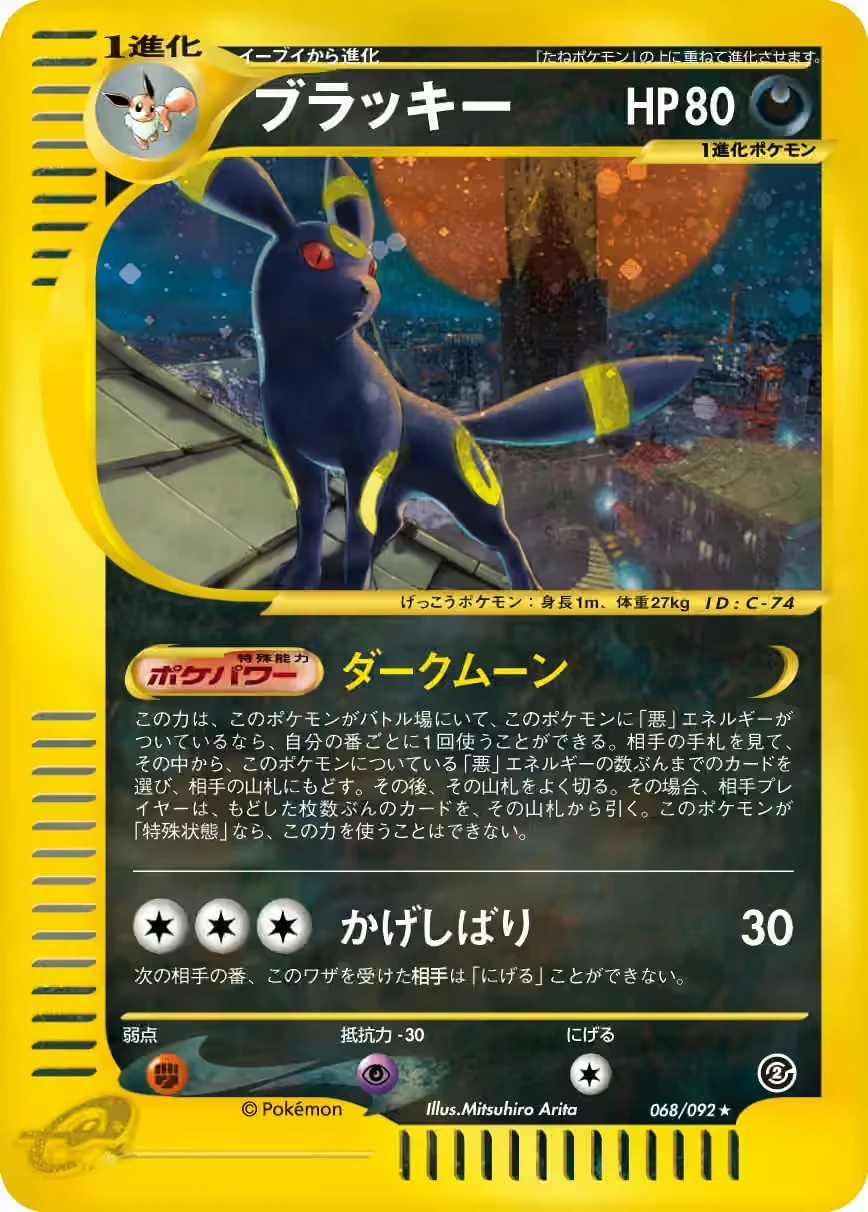 1進化
イーブイから進化
「たねポケモン」の上に重ねて進化させます。
ブラッキー
HP80
1進化ポケモン
げっこうポケモン:身長1m、体重27kg ID:C-74
特殊能力
ポケパワー
ダークムーン
この力は、このポケモンがバトル場にいて、このポケモンに「悪」エネルギーが
ついているなら、自分の番ごとに1回使うことができる。相手の手札を見て、
その中から、このポケモンについている「悪」エネルギーの数ぶんまでのカードを
選び、相手の山札にもどす。その後、その山札をよく切る。その場合、相手プレ
イヤーは、もどした枚数ぶんのカードを、その山札から引く。このポケモンが
「特殊状態」なら、この力を使うことはできない。
かげしばり 30
次の相手の番、このワザを受けた相手は「にげる」ことができない。
弱点 抵抗力-30 にげる
2
© Pokémon Illus.Mitsuhiro Arita 068/092★